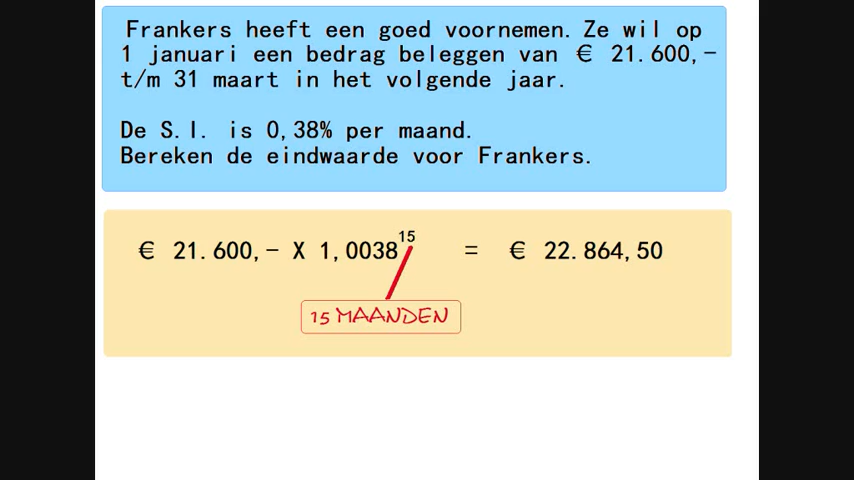 Frankers heeft een goed voornemen. Ze wil op
1 januari een bedrag beleggen van € 21.600,-
t/m 31 maart in het volgende jaar.
De S.I. is 0,38% per maand.
Bereken de eindwaarde voor Frankers.
€ 21.600,- X 1,0038¹⁵ = € 22.864,50
15 MAANDEN